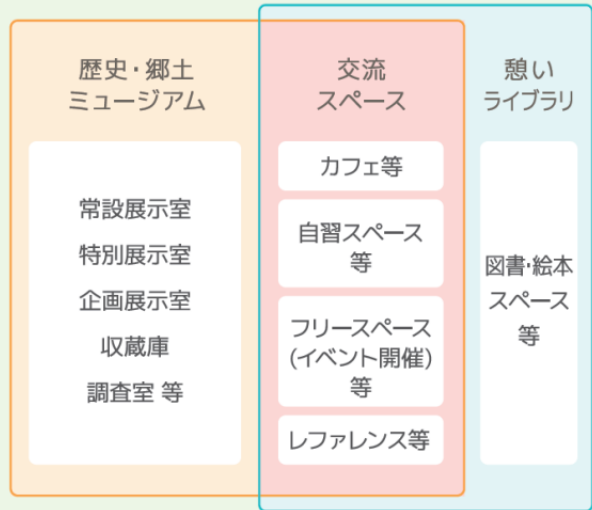 歴史・郷土
ミュージアム
常設展示室
特別展示室
企画展示室
収蔵庫
調査室 等
交流
スペース
カフェ等
自習スペース
等
フリースペース
(イベント開催)
等
レファレンス等
憩い
ライブラリ
図書・絵本
スペース
等